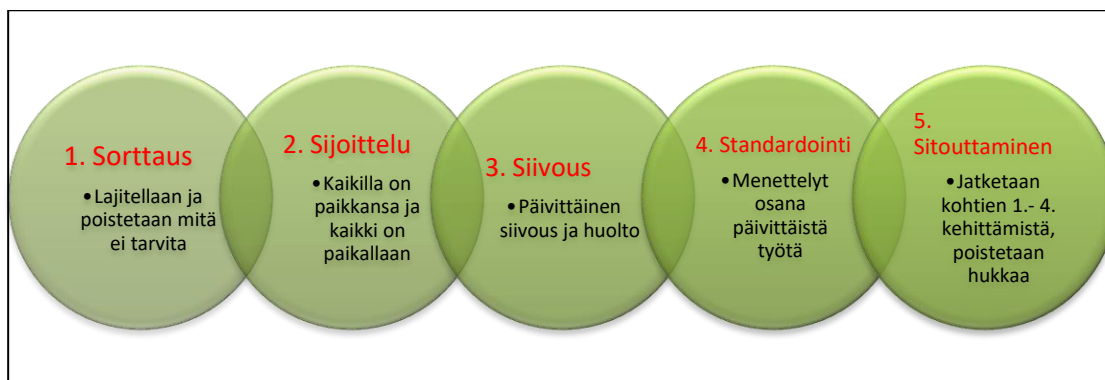 1. Sorttaus
•Lajitellaan ja
poistetaan mitä
ei tarvita
2. Sijoittelu
•Kaikilla on
paikkansa ja
kaikki on
paikallaan
3. Siivous
•Päivittäinen
siivous ja huolto
4. Standardointi
•Menettelyt
osana
päivittäistä
työtä
5.
Sitouttaminen
•Jatketaan
kohtien 1.- 4.
kehittämistä,
poistetaan
hukkaa